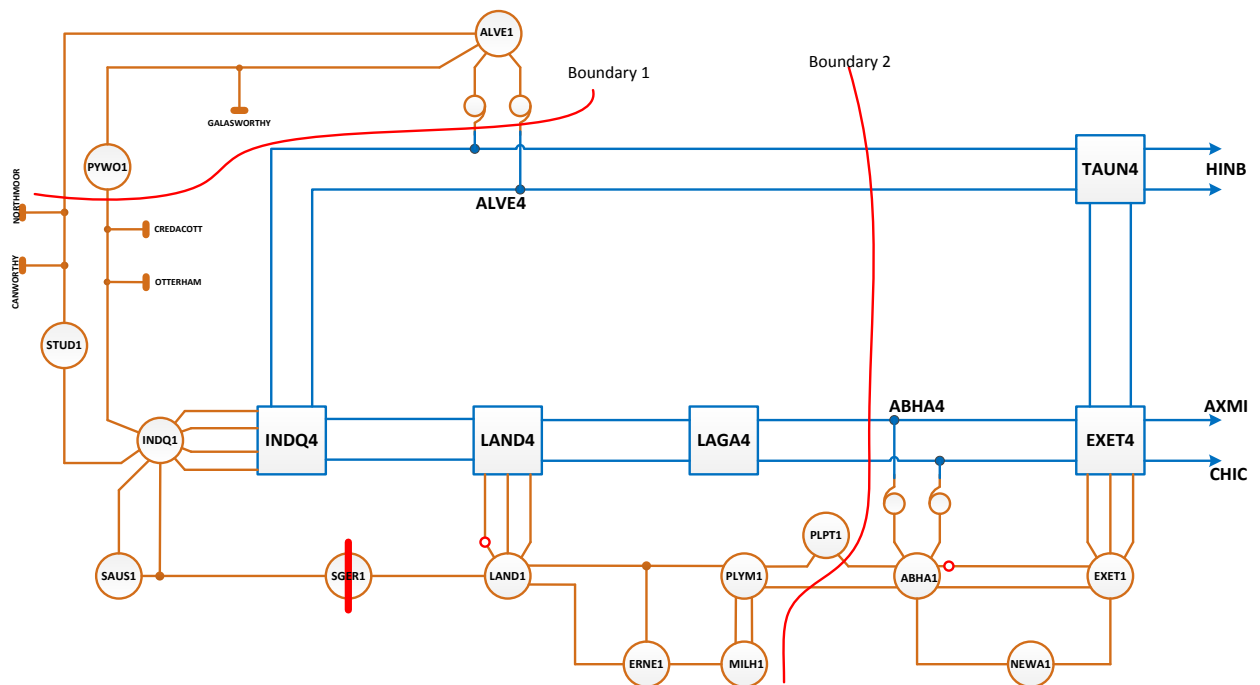 ALVE1
Boundary 1
Boundary 2
GALASWORTHY
PYWO1
TAUN4
HINB
NORTHMOOR
ALVE4
CREDACOTT
CANWORTHY
OTTERHAM
STUD1
ABHA4
AXMI
INDQ1
INDQ4
LAND4
LAGA4
EXET4
CHIC
PLPT1
SAUS1
SGER1
LAND1
PLYM1
ABHA1
EXET1
ERNE1
MILH1
NEWA1